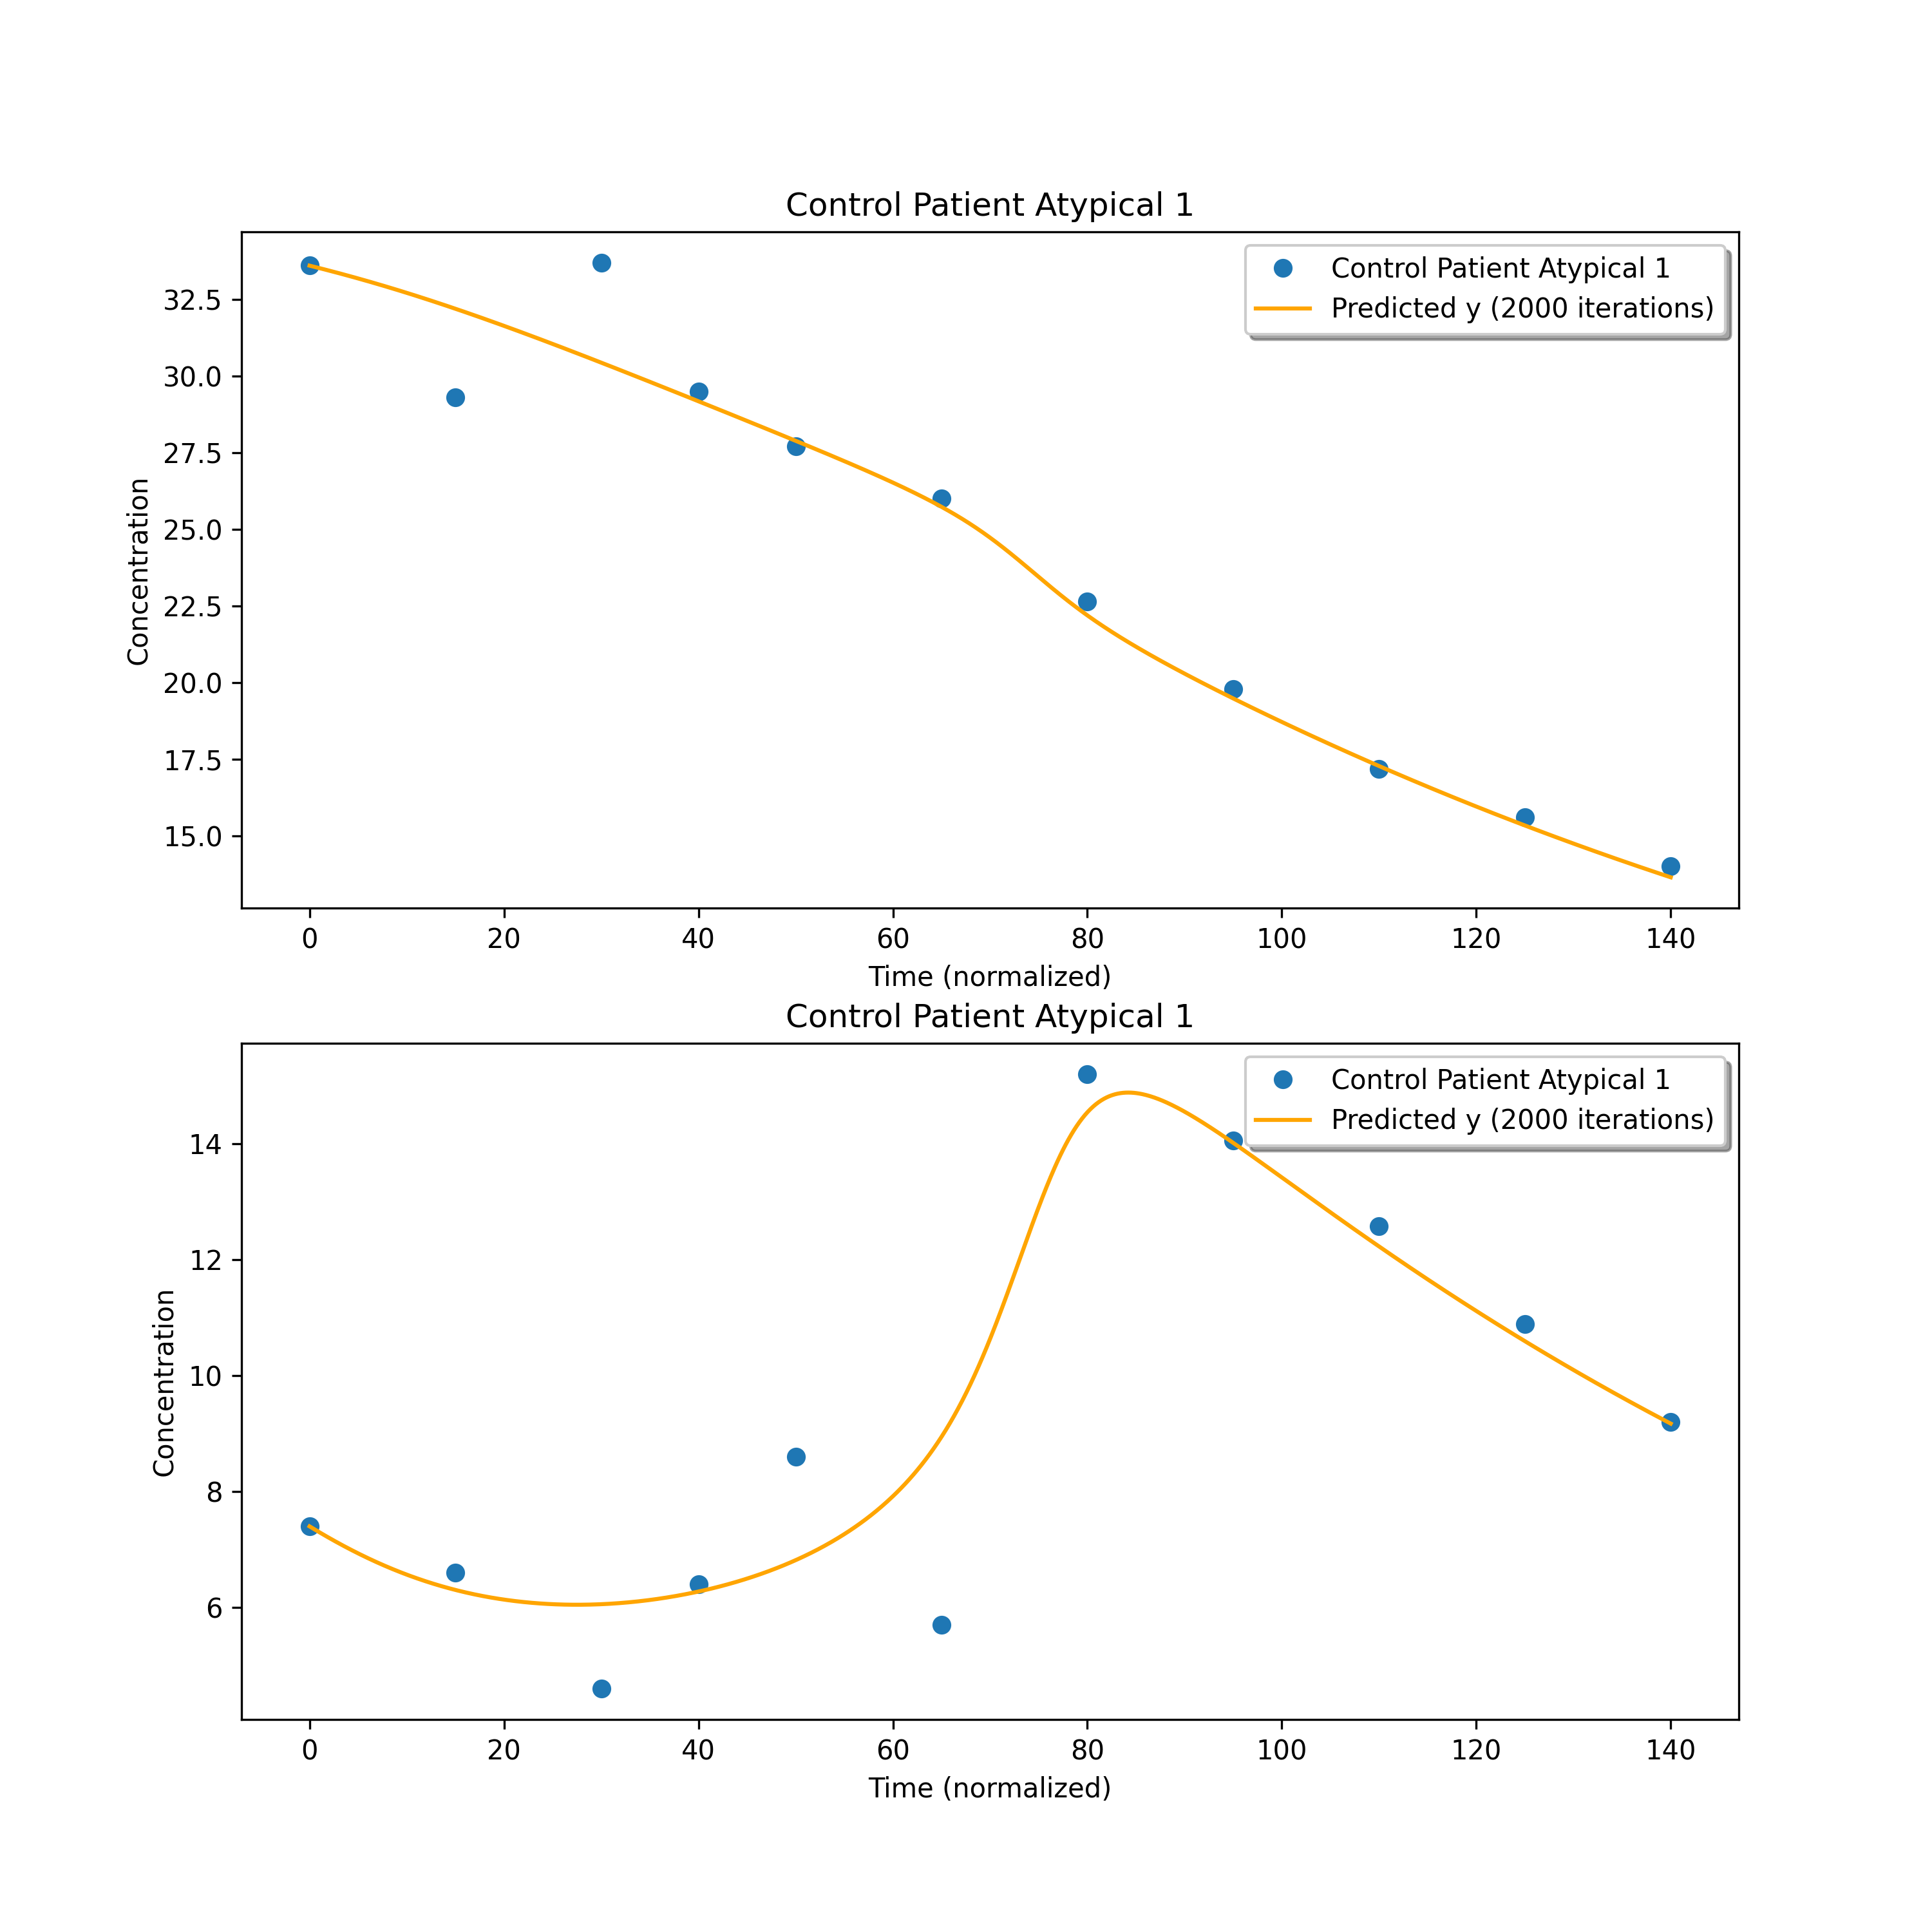 Control Patient Atypical 1
Control Patient Atypical 1
Predicted y (2000 iterations)
Concentration
32.5
30.0
27.5
25.0
22.5
20.0
17.5
15.0
0 20 40 60 80 100 120 140
Time (normalized)
Control Patient Atypical 1
Control Patient Atypical 1
Predicted y (2000 iterations)
Concentration
14
12
10
8
6
0 20 40 60 80 100 120 140
Time (normalized)